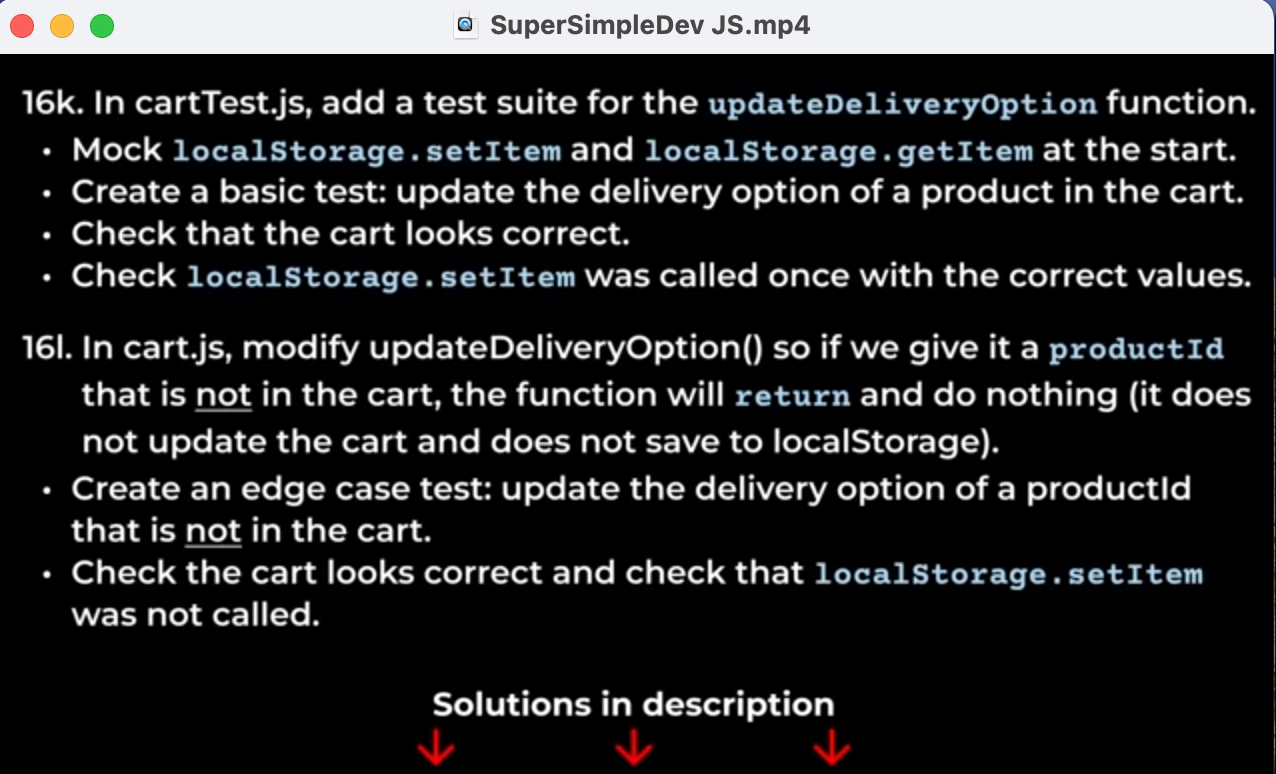 SuperSimpleDev JS.mp4
16k. In cartTest.js, add a test suite for the updateDeliveryOption function.
• Mock localStorage.setItem and localStorage.getItem at the start.
• Create a basic test: update the delivery option of a product in the cart.
• Check that the cart looks correct.
• Check localStorage.setItem was called once with the correct values.
16l. In cart.js, modify updateDeliveryOption() so if we give it a productId
that is not in the cart, the function will return and do nothing (it does
not update the cart and does not save to localStorage).
• Create an edge case test: update the delivery option of a productId
that is not in the cart.
• Check the cart looks correct and check that localStorage.setItem
was not called.
Solutions in description